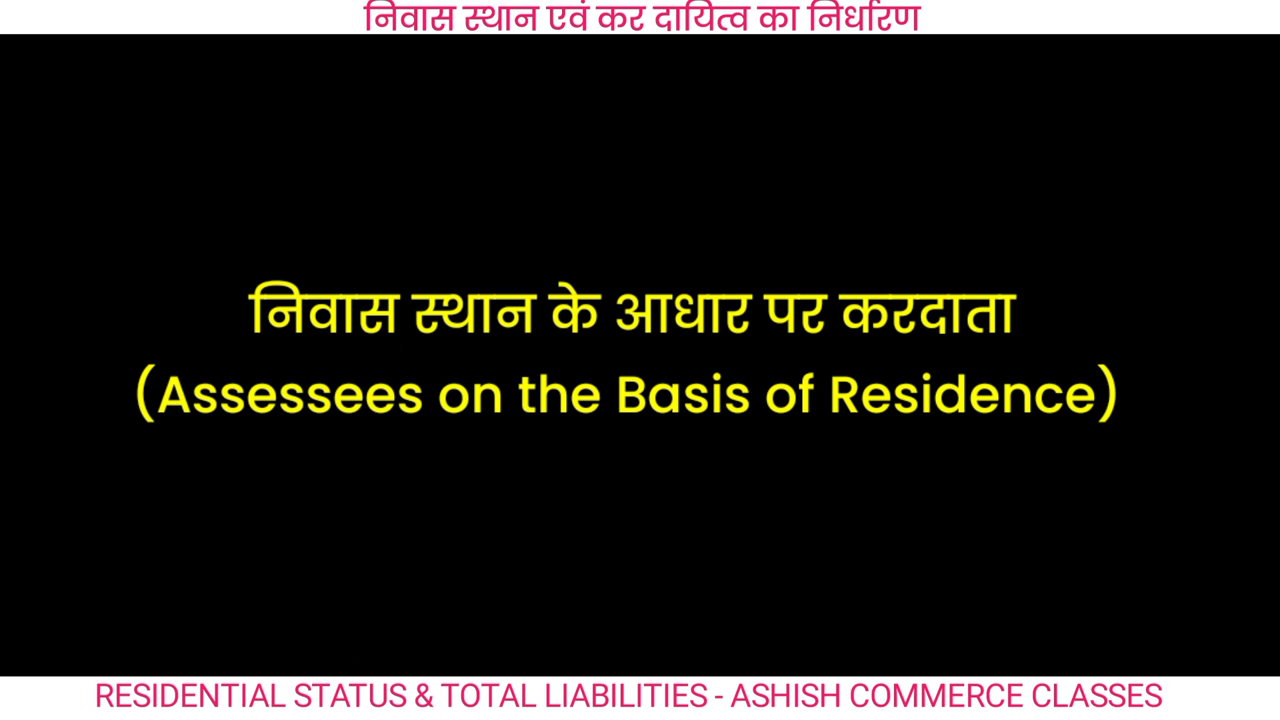 निवास स्थान एवं कर दायित्व का निर्धारण
निवास स्थान के आधार पर करदाता
(Assessees on the Basis of Residence)
RESIDENTIAL STATUS & TOTAL LIABILITIES - ASHISH COMMERCE CLASSES